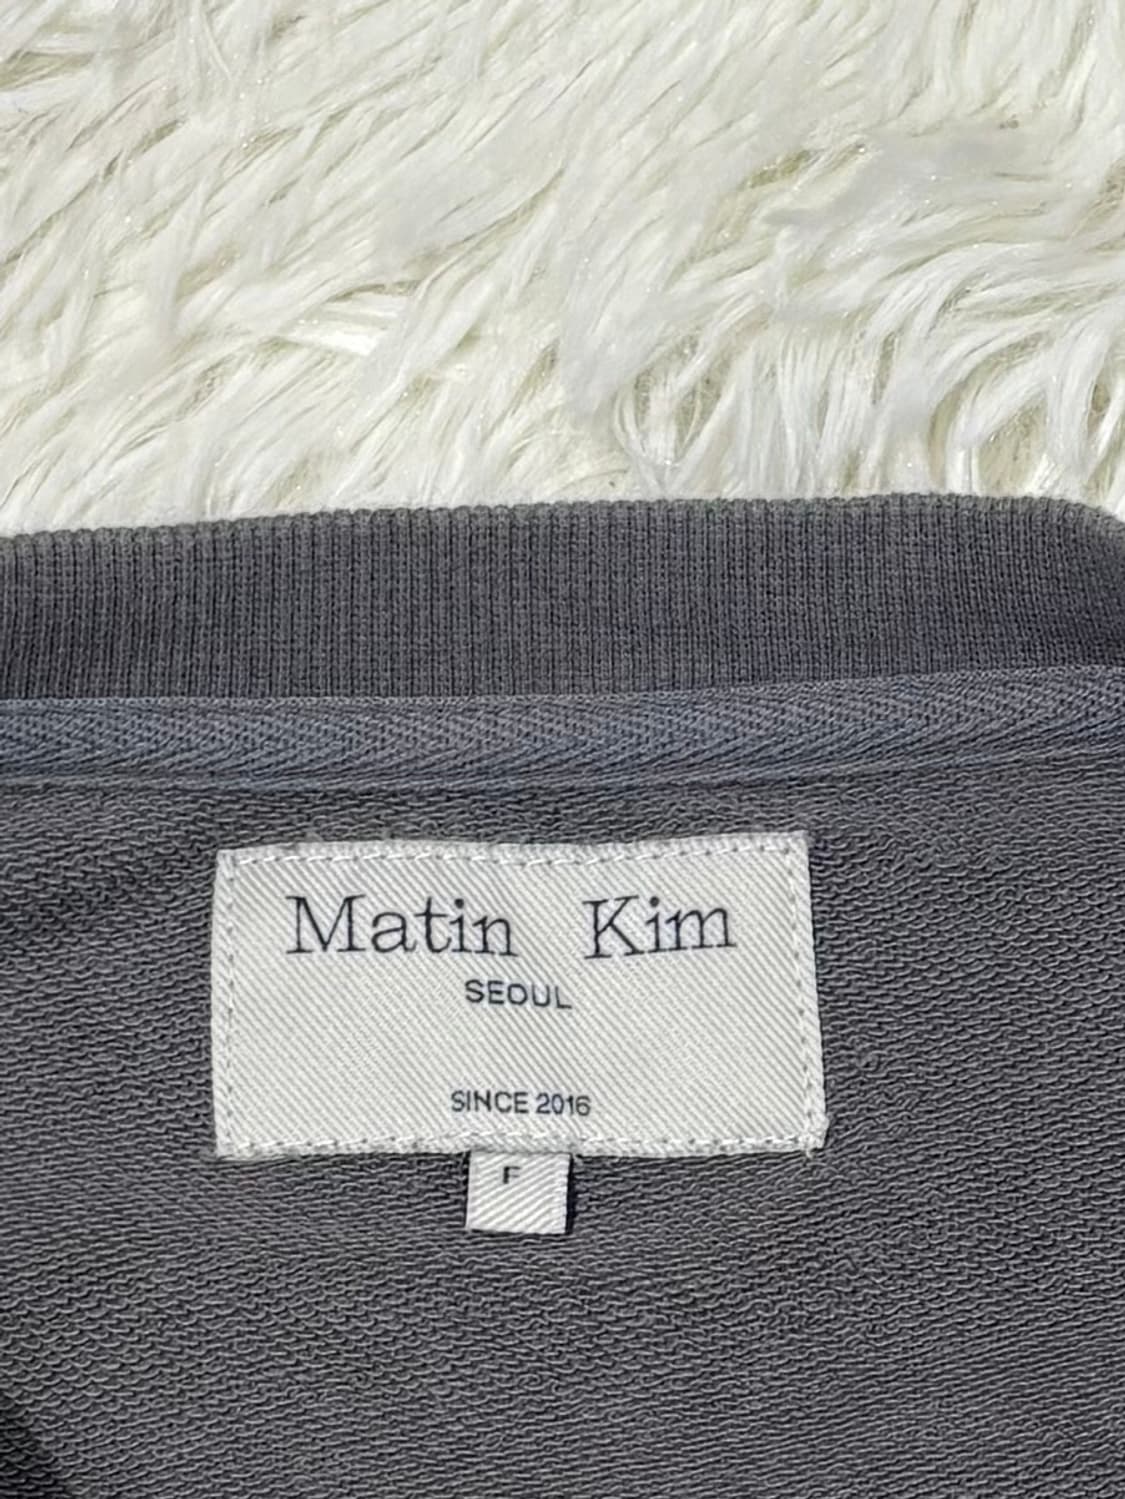 Matin Kim
SEOUL
SINCE 2016
F